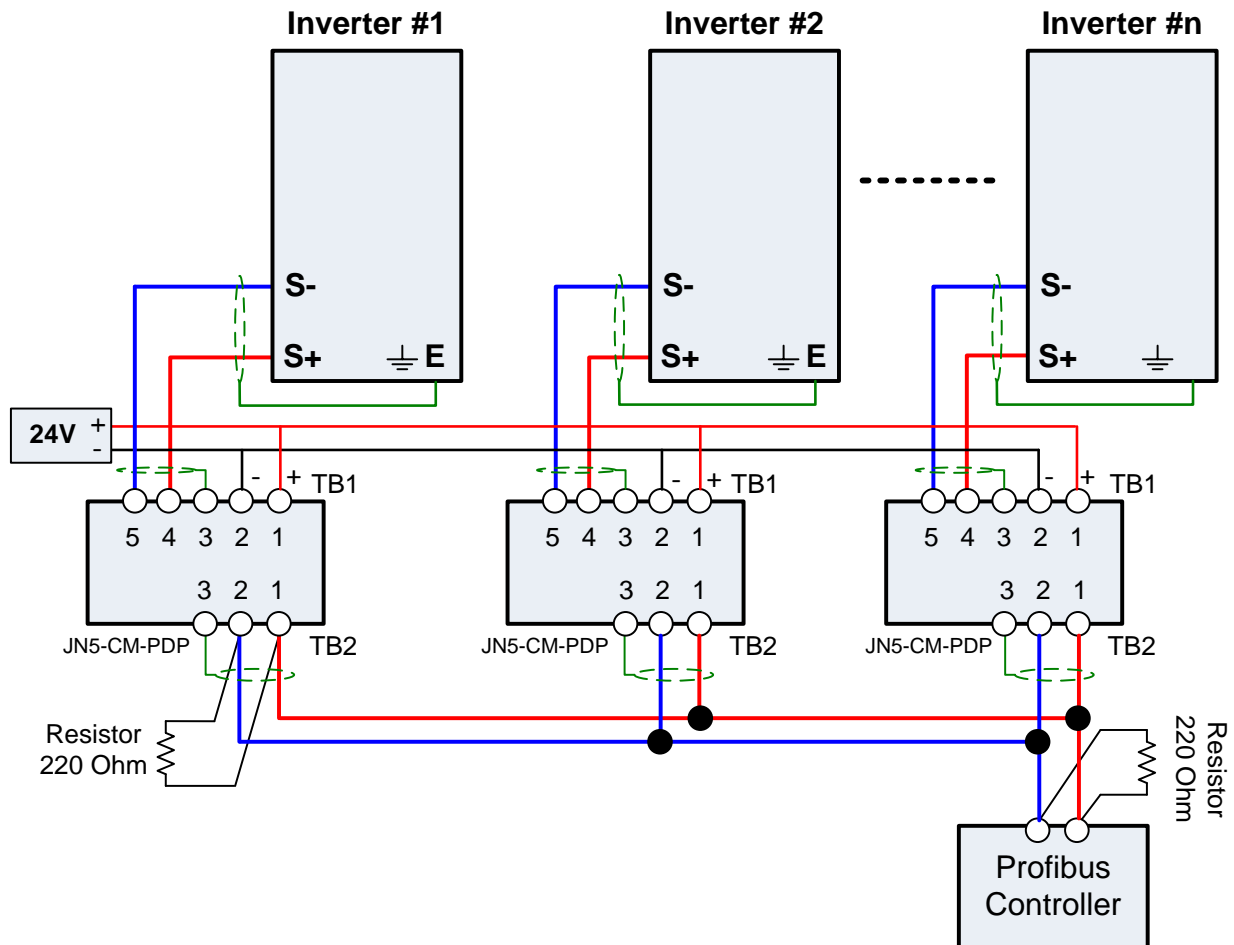 Inverter #1
Inverter #2
Inverter #n
S-
S-
S-
S+
E
S+
E
S+
24V
+
-
-
+
TB1
-
+
TB1
-
+
TB1
5 4 3 2 1
5 4 3 2 1
5 4 3 2 1
3 2 1
3 2 1
3 2 1
JN5-CM-PDP
TB2
JN5-CM-PDP
TB2
JN5-CM-PDP
TB2
Resistor
220 Ohm
Resistor
220 Ohm
Profibus
Controller